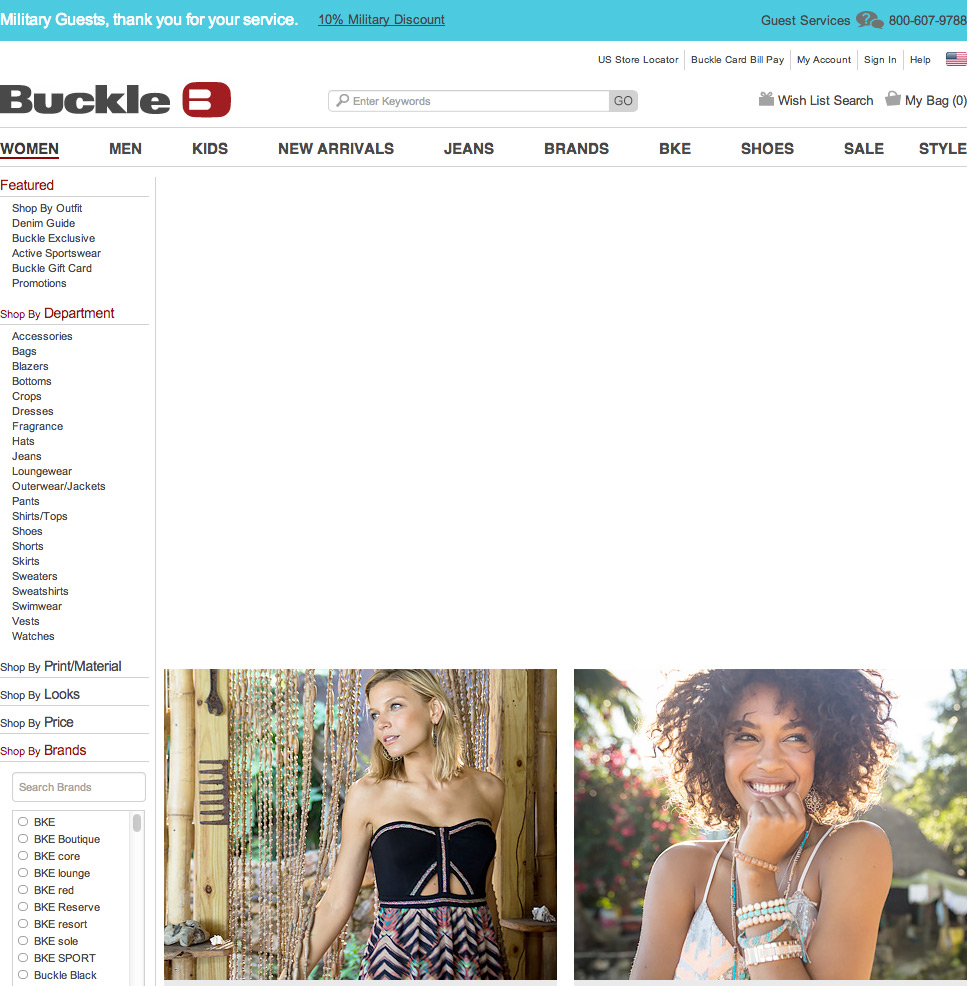 Military Guests, thank you for your service. 10% Military Discount Guest Services 800-607-9788
US Store Locator Buckle Card Bill Pay My Account Sign In Help
Buckle B Enter Keywords GO Wish List Search My Bag (0)
WOMEN MEN KIDS NEW ARRIVALS JEANS BRANDS BKE SHOES SALE STYLE
Featured
Shop By Outfit
Denim Guide
Buckle Exclusive
Active Sportswear
Buckle Gift Card
Promotions
Shop By Department
Accessories
Bags
Blazers
Bottoms
Crops
Dresses
Fragrance
Hats
Jeans
Loungewear
Outerwear/Jackets
Pants
Shirts/Tops
Shoes
Shorts
Skirts
Sweaters
Sweatshirts
Swimwear
Vests
Watches
Shop By Print/Material
Shop By Looks
Shop By Price
Shop By Brands
Search Brands
BKE
BKE Boutique
BKE core
BKE lounge
BKE red
BKE Reserve
BKE resort
BKE sole
BKE SPORT
Buckle Black